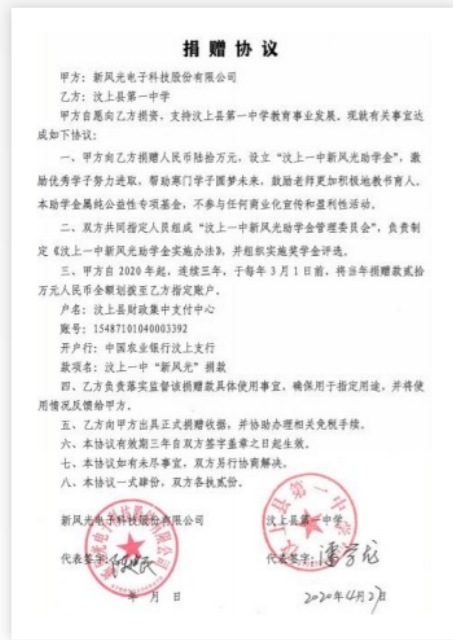 捐赠协议
甲方：新风光电子科技股份有限公司
乙方：汶上县第一中学
甲方自愿向乙方捐资，支持汶上县第一中学教育事业发展。现就有关事宜达
成如下协议：
一、甲方向乙方捐赠人民币陆拾万元，设立“汶上一中新风光助学金”，激
励优秀学子努力进取，帮助寒门学子圆梦未来，鼓励老师更加积极地教书育人。
本助学金属纯公益性专项基金，不参与任何商业化宣传和盈利性活动。
二、双方共同指定人员组成“汶上一中新风光助学金管理委员会”，负责制
定《汶上一中新风光助学金实施办法》，并组织实施奖学金评选。
三、甲方自2020年起，连续三年，于每年3月1日前，将当年捐赠款贰拾
万元人民币全额划拨至乙方指定账户。
户名：汶上县财政集中支付中心
账号：15487101040003392
开户行：中国农业银行汶上支行
款项名：汶上一中“新风光”捐款
四、乙方负责落实监督该捐赠款具体使用事宜，确保用于指定用途，并将使
用情况反馈给甲方。
五、乙方向甲方出具正式捐赠收据，并协助办理相关免税手续。
六、本协议有效期三年自双方签字盖章之日起生效。
七、本协议如有未尽事宜，双方另行协商解决。
八、本协议一式肆份，双方各执贰份。
新风光电子科技股份有限公司 汶上县第一中学
代表签字： 代表签字：
年 月 日 2020年4月27